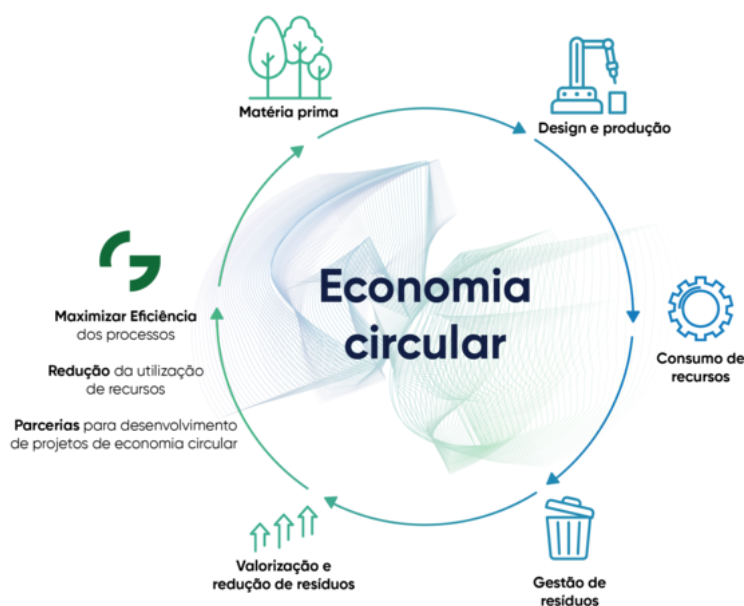 Matéria prima
Design e produção
Economia
circular
Maximizar Eficiência
dos processos
Redução da utilização
de recursos
Parcerias para desenvolvimento
de projetos de economia circular
Consumo de
recursos
Valorização e
redução de resíduos
Gestão de
resíduos